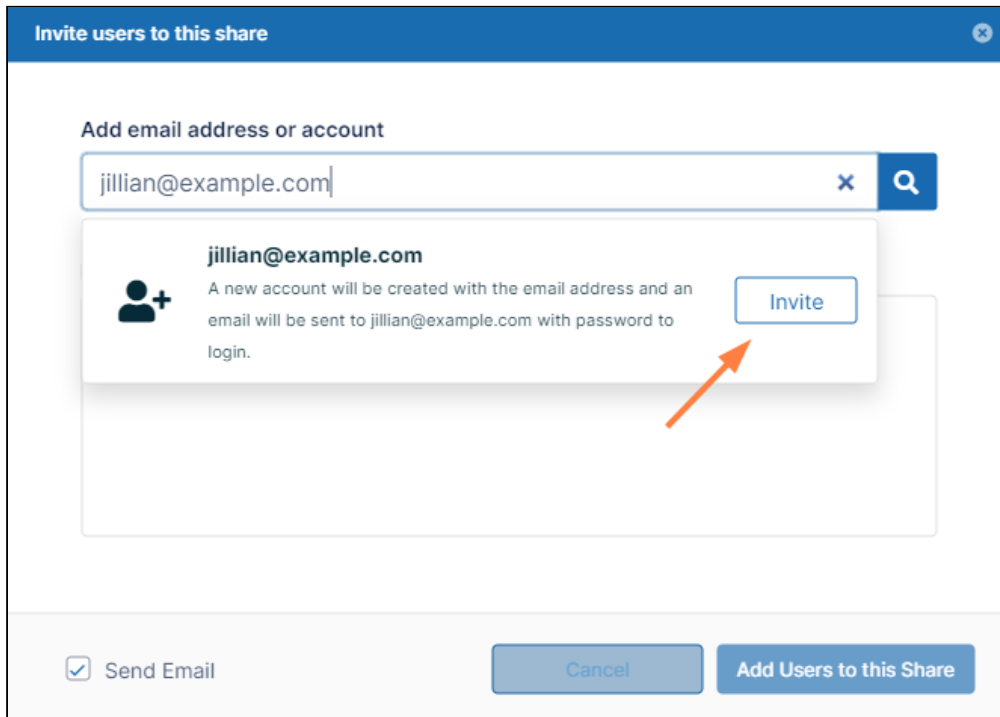 Invite users to this share
Add email address or account
jillian@example.com
jillian@example.com
A new account will be created with the email address and an
email will be sent to jillian@example.com with password to
login.
Invite
Send Email
Cancel
Add Users to this Share